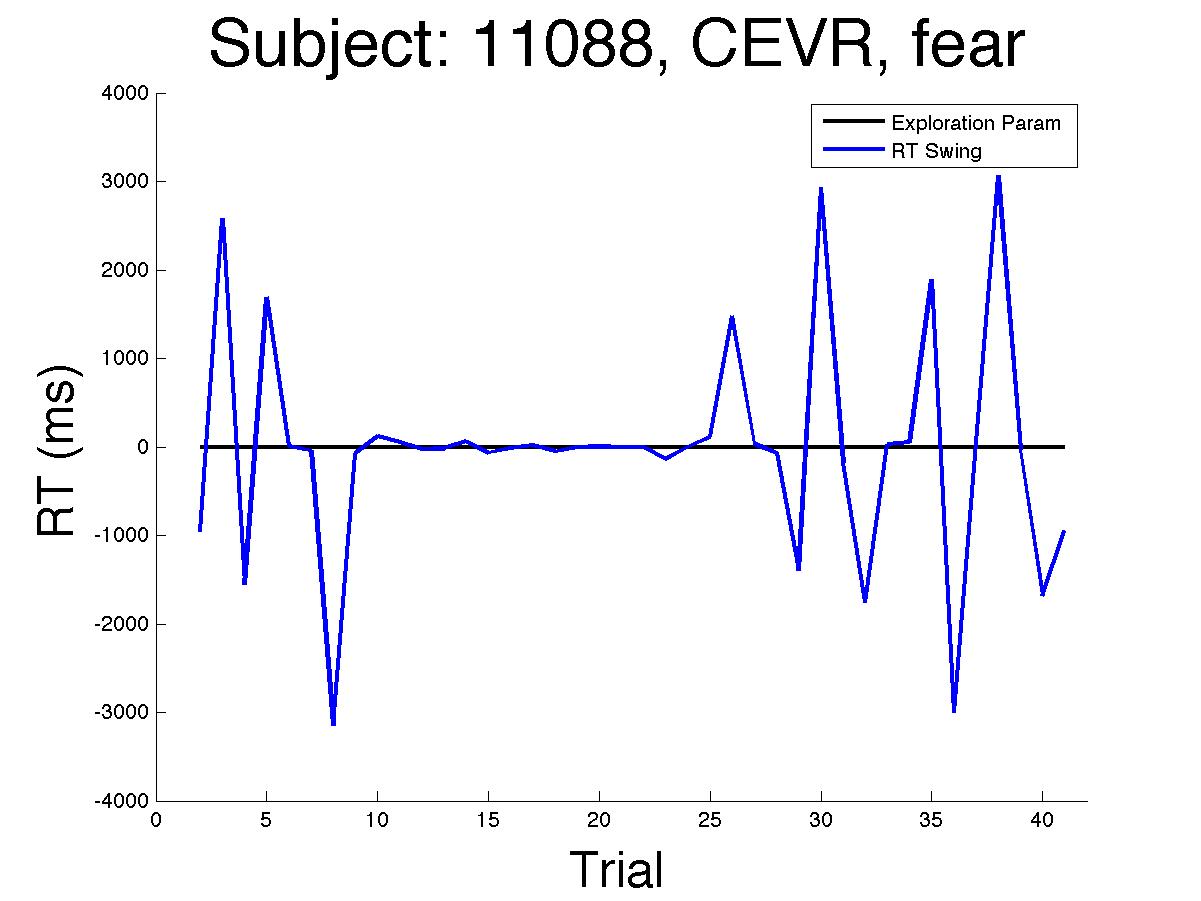 Subject: 11088, CEVR, fear
Exploration Param
RT Swing
RT (ms)
4000
3000
2000
1000
0
-1000
-2000
-3000
-4000
0 5 10 15 20 25 30 35 40
Trial